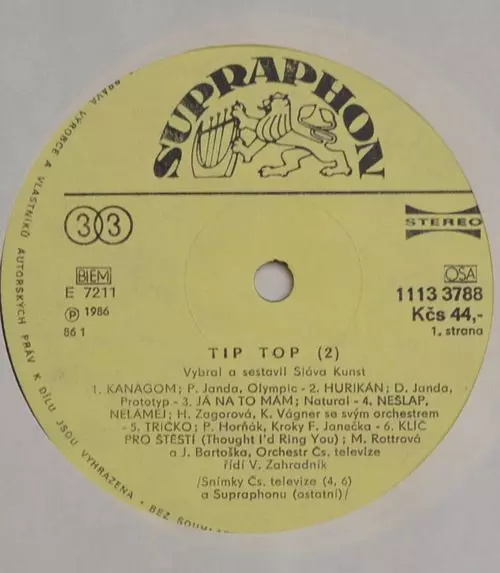 SUPRAPHON
33
STEREO
BIEM
E 7211
Ⓟ 1986
86 1
OSA
1113 3788
Kčs 44,-
1. strana
TIP TOP (2)
Vybral a sestavil Sláva Kunst
1. KANAGOM; P. Janda, Olympic - 2. HURIKÁN; D. Janda,
Prototyp - 3. JÁ NA TO MÁM; Natural - 4. NEŠLAP,
NELÁMEJ; H. Zagorová, K. Vágner se svým orchestrem
- 5. TRIČKO; P. Horňák, Kroky F. Janečka - 6. KLÍČ
PRO ŠTĚSTÍ (Thought I'd Ring You) ; M. Rottrová
a J. Bartoška, Orchestr Čs. televize
řídí V. Zahradník
/Snímky Čs. televize (4, 6)
a Supraphonu (ostatní)/
PRÁVA VÝROBCE A VLASTNÍKŮ AUTORSKÝCH PRÁV K DÍLU JSOU VYHRAZENA • BEZ